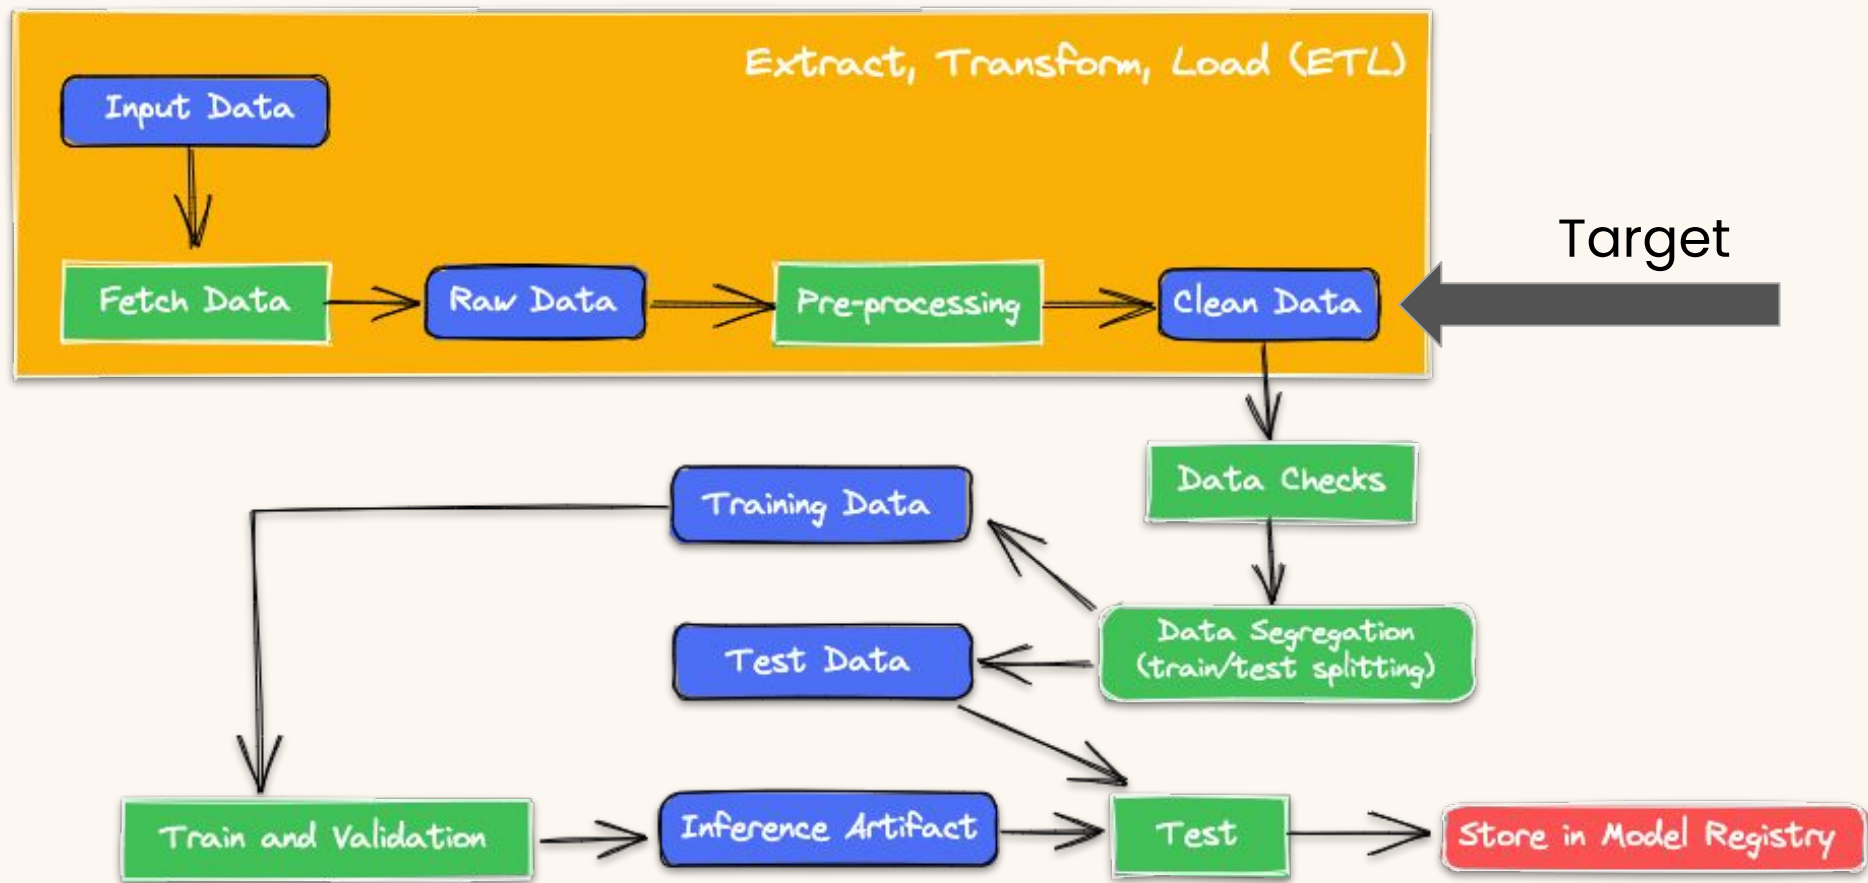 Extract, Transform, Load (ETL)
Input Data
Fetch Data
Raw Data
Pre-processing
Clean Data
Target
Data Checks
Training Data
Data Segregation
(train/test splitting)
Test Data
Train and Validation
Inference Artifact
Test
Store in Model Registry